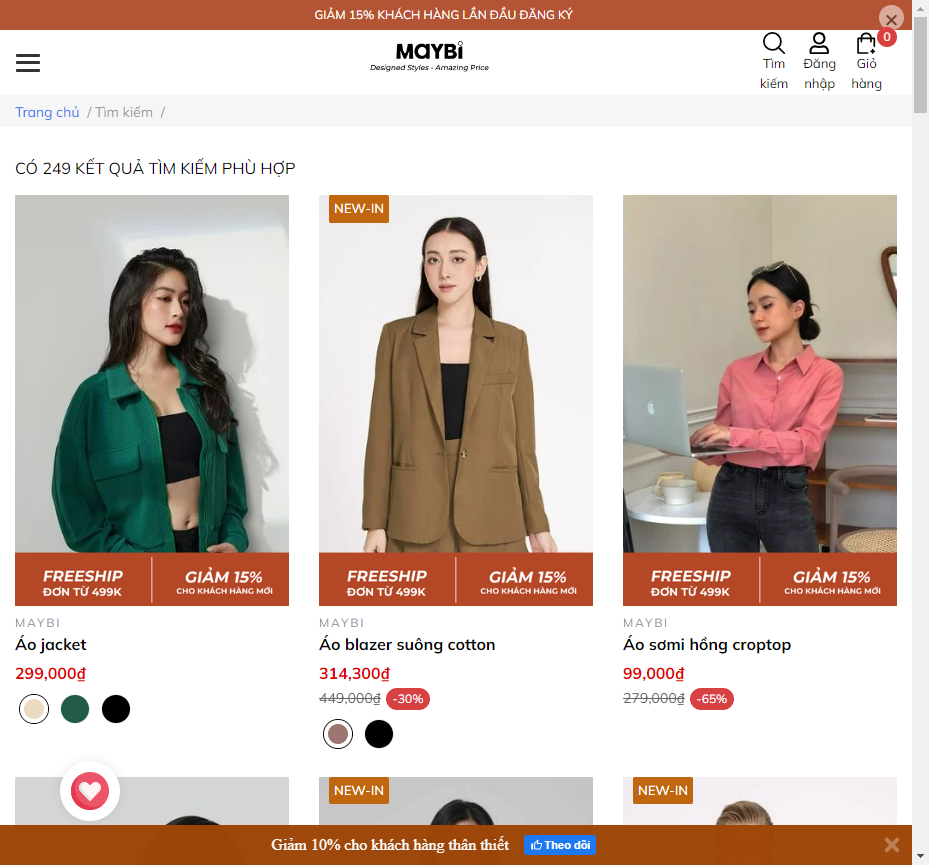 GIẢM 15% KHÁCH HÀNG LẦN ĐẦU ĐĂNG KÝ
MAYBI
Designed Styles - Amazing Price
Tìm kiếm
Đăng nhập
0
Giỏ hàng
Trang chủ / Tìm kiếm /
CÓ 249 KẾT QUẢ TÌM KIẾM PHÙ HỢP
FREESHIP
ĐƠN TỪ 499K
GIẢM 15%
CHO KHÁCH HÀNG MỚI
MAYBI
Áo jacket
299,000₫
NEW-IN
FREESHIP
ĐƠN TỪ 499K
GIẢM 15%
CHO KHÁCH HÀNG MỚI
MAYBI
Áo blazer suông cotton
314,300₫
449,000₫ -30%
FREESHIP
ĐƠN TỪ 499K
GIẢM 15%
CHO KHÁCH HÀNG MỚI
MAYBI
Áo sơmi hồng croptop
99,000₫
279,000₫ -65%
NEW-IN
NEW-IN
Giảm 10% cho khách hàng thân thiết
Theo dõi